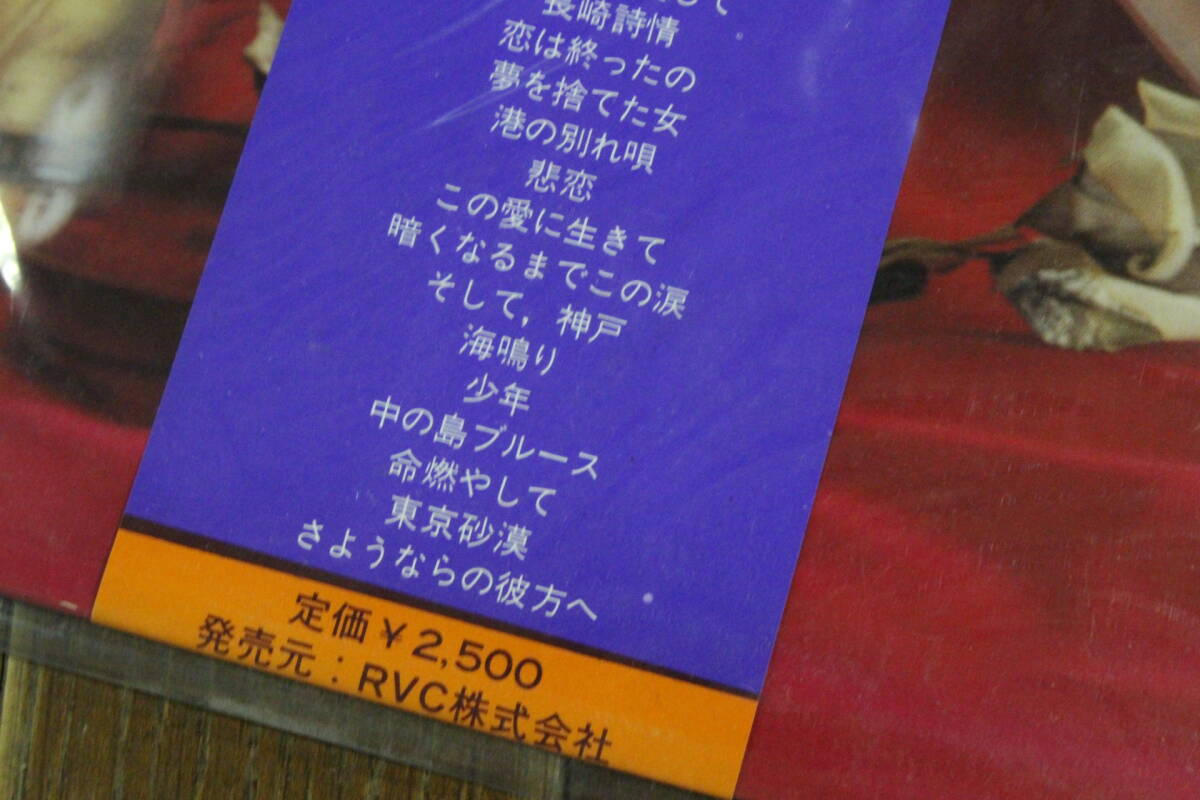 して
長崎詩情
恋は終ったの
夢を捨てた女
港の別れ唄
悲恋
この愛に生きて
暗くなるまでこの涙
そして，神戸
海鳴り
少年
中の島ブルース
命燃やして
東京砂漠
さようならの彼方へ
定価￥2,500
発売元：RVC株式会社